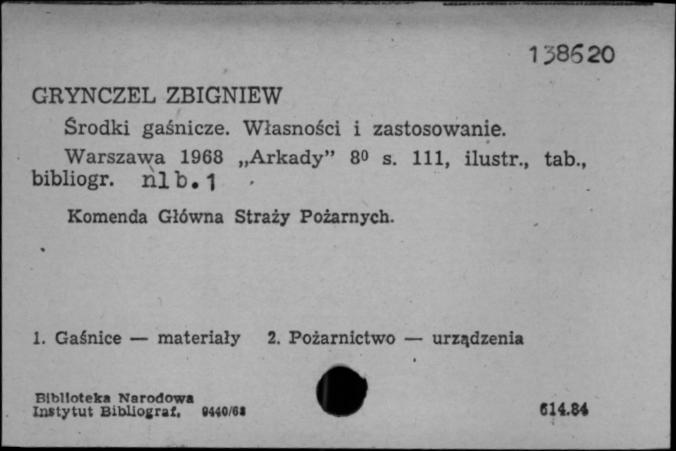 138620
GRYNCZEL ZBIGNIEW
Środki gaśnicze. Własności i zastosowanie.
Warszawa 1968 „Arkady” 8⁰ s. 111, ilustr., tab.,
bibliogr. nlb. 1
Komenda Główna Straży Pożarnych.
1. Gaśnice — materiały 2. Pożarnictwo — urządzenia
Biblioteka Narodowa
Instytut Bibliograf. 9440/68 614.84